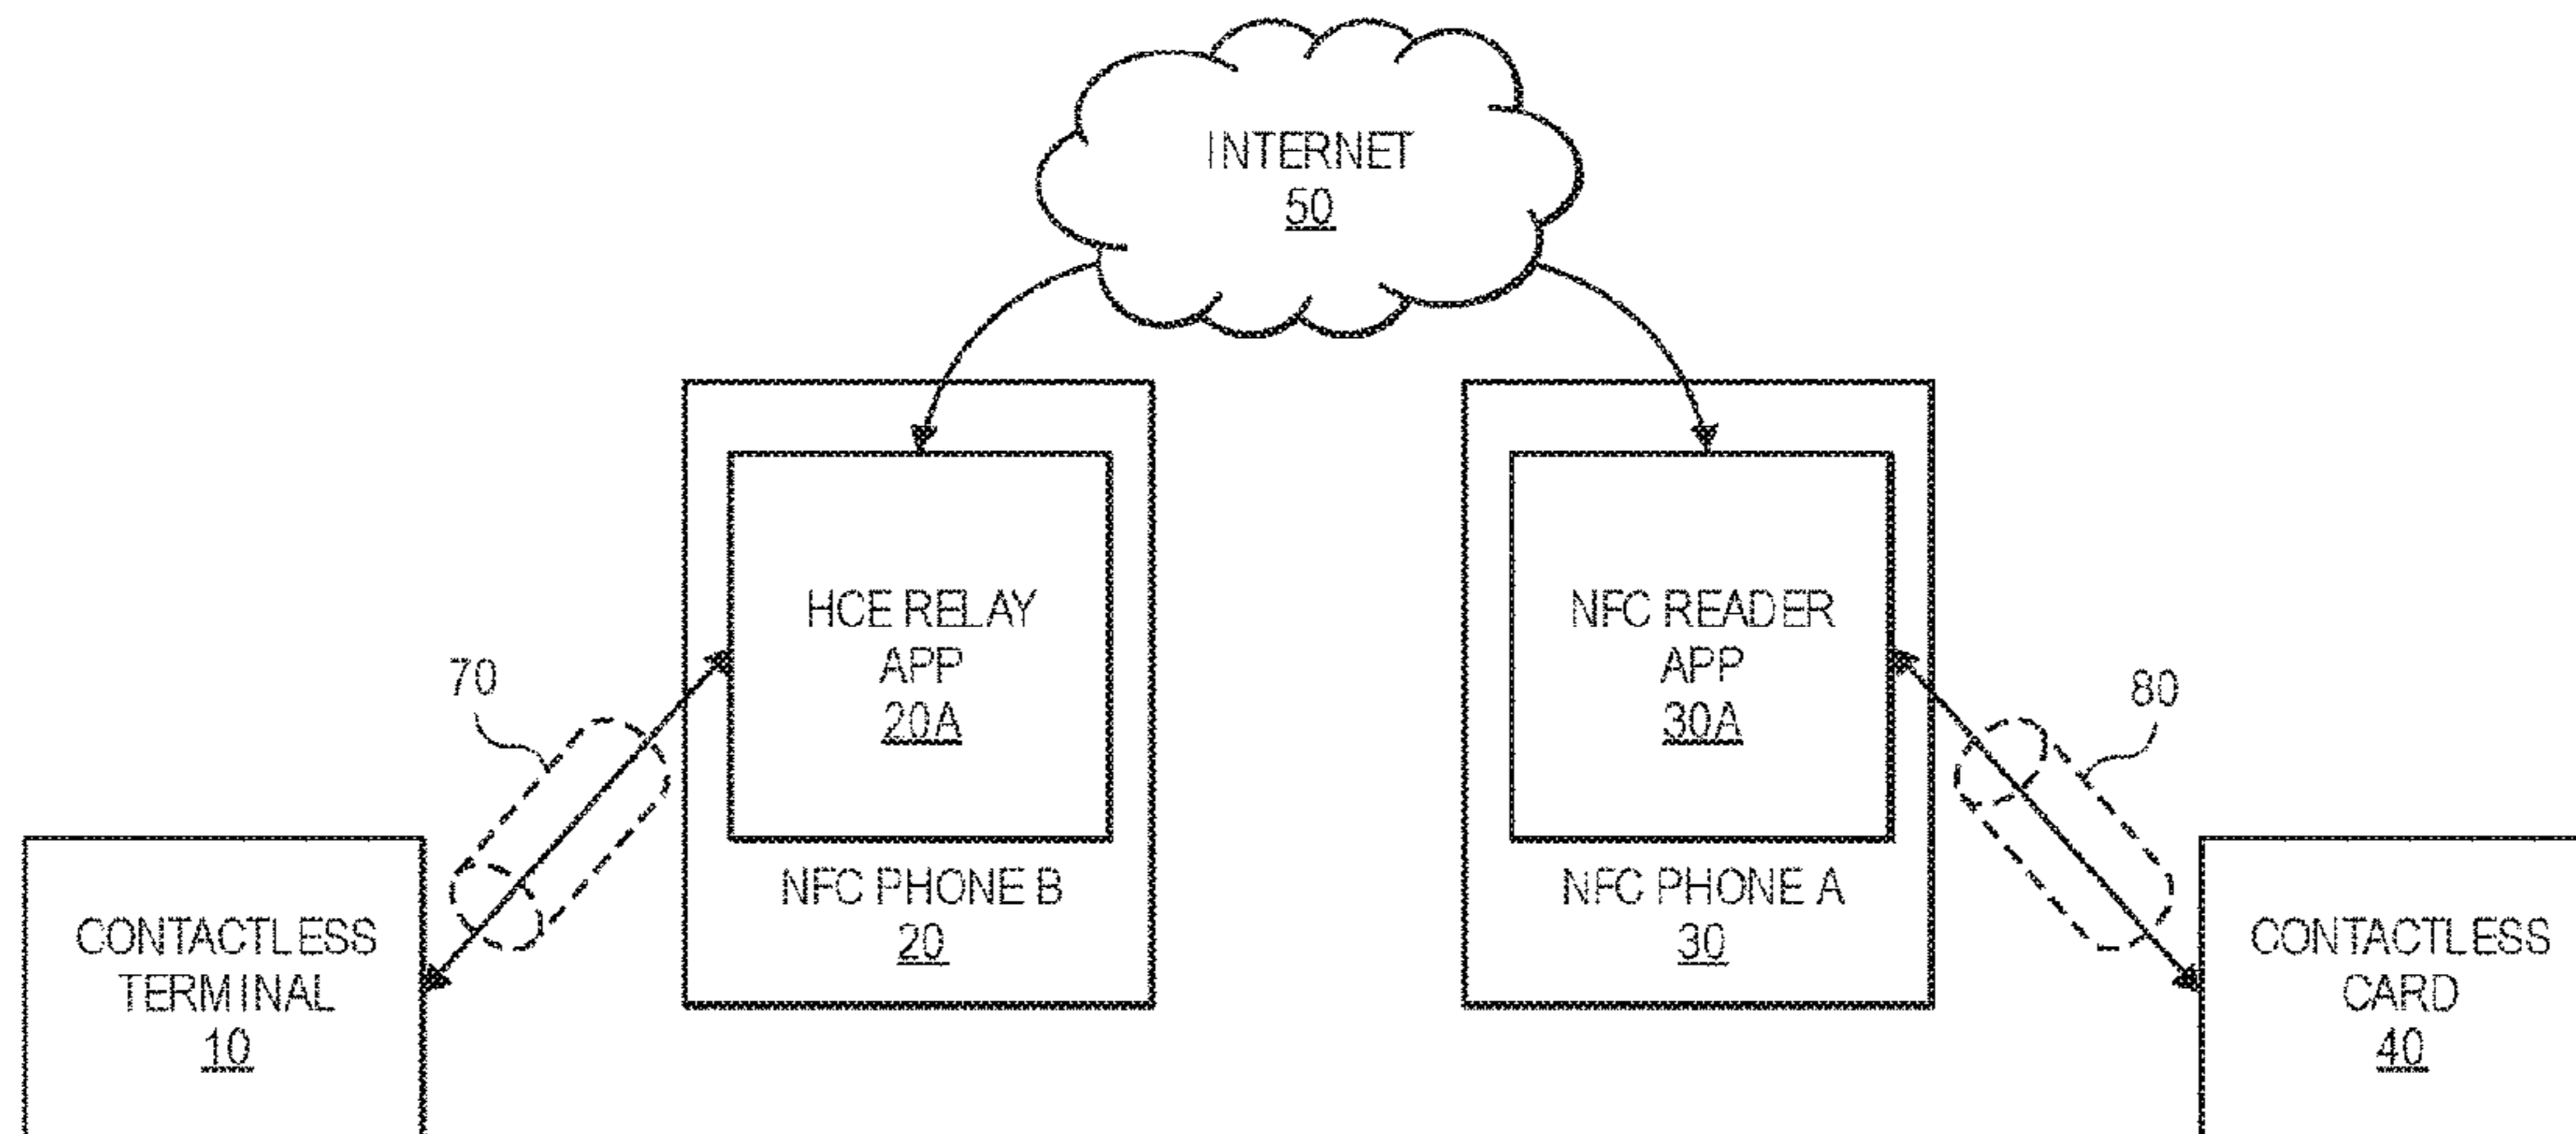 INTERNET
50
HCE RELAY
APP
20A
NFC PHONE B
20
NFC READER
APP
30A
NFC PHONE A
30
70
80
CONTACTLESS
TERMINAL
10
CONTACTLESS
CARD
40